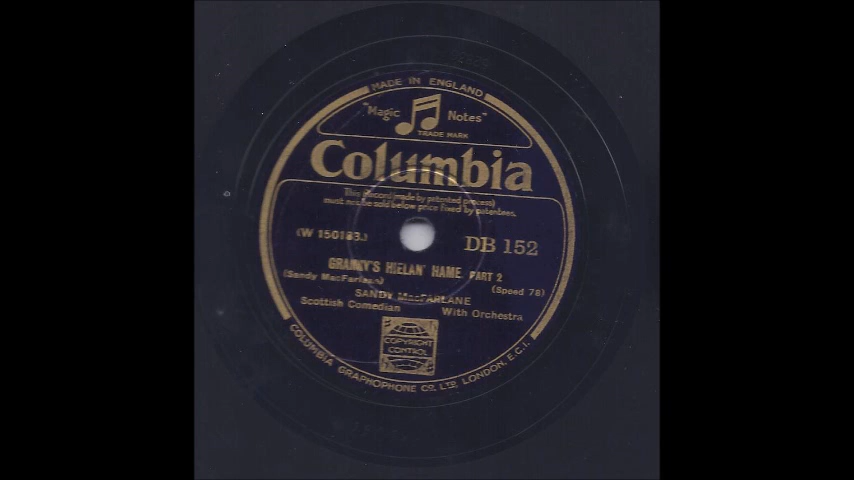 MADE IN ENGLAND
"Magic Notes"
TRADE MARK
Columbia
This Record (made by patented process)
must not be sold below price fixed by patentees.
DB 152
GRANNY'S HIELAN' HAME. PART 2
(Sandy MacFarlane)
(Speed 78)
SANDY MacFARLANE
Scottish Comedian With Orchestra
COPYRIGHT
CONTROL
COLUMBIA GRAPHOPHONE CO. LTD. LONDON. E.C.1.